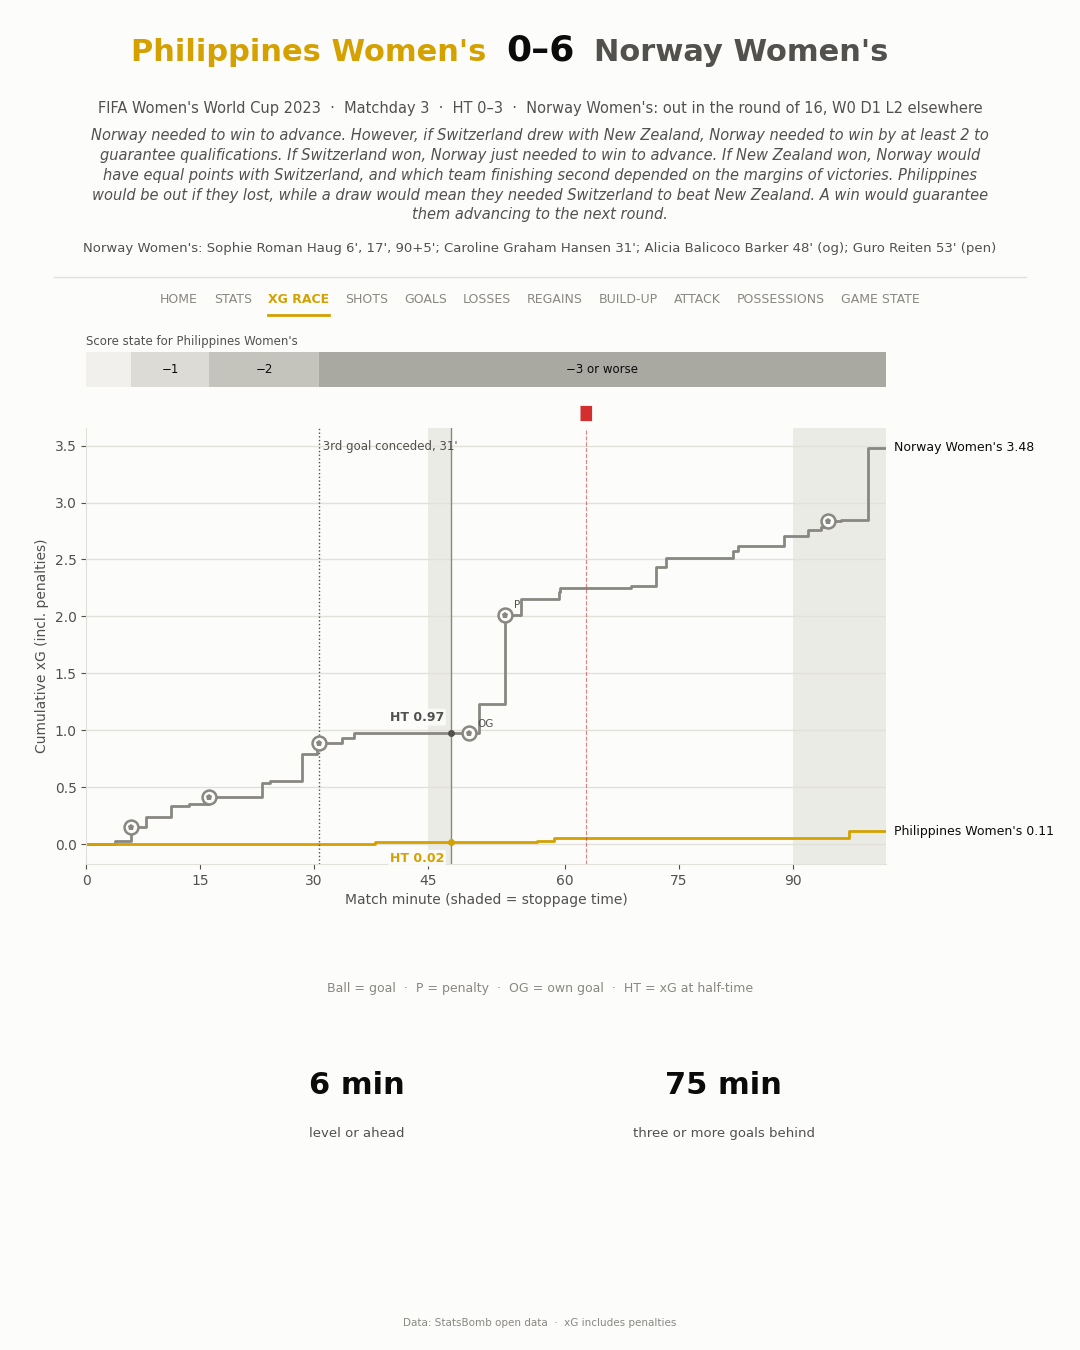 Philippines Women's 0–6 Norway Women's
FIFA Women's World Cup 2023 · Matchday 3 · HT 0–3 · Norway Women's: out in the round of 16, W0 D1 L2 elsewhere
Norway needed to win to advance. However, if Switzerland drew with New Zealand, Norway needed to win by at least 2 to
guarantee qualifications. If Switzerland won, Norway just needed to win to advance. If New Zealand won, Norway would
have equal points with Switzerland, and which team finishing second depended on the margins of victories. Philippines
would be out if they lost, while a draw would mean they needed Switzerland to beat New Zealand. A win would guarantee
them advancing to the next round.
Norway Women's: Sophie Roman Haug 6', 17', 90+5'; Caroline Graham Hansen 31'; Alicia Balicoco Barker 48' (og); Guro Reiten 53' (pen)
HOME STATS XG RACE SHOTS GOALS LOSSES REGAINS BUILD-UP ATTACK POSSESSIONS GAME STATE
Score state for Philippines Women's
−1 −2 −3 or worse
3rd goal conceded, 31'
3.5
3.0
2.5
2.0
1.5
1.0
0.5
0.0
Cumulative xG (incl. penalties)
Norway Women's 3.48
P
OG
HT 0.97
Philippines Women's 0.11
HT 0.02
0 15 30 45 60 75 90
Match minute (shaded = stoppage time)
Ball = goal · P = penalty · OG = own goal · HT = xG at half-time
6 min 75 min
level or ahead three or more goals behind
Data: StatsBomb open data · xG includes penalties